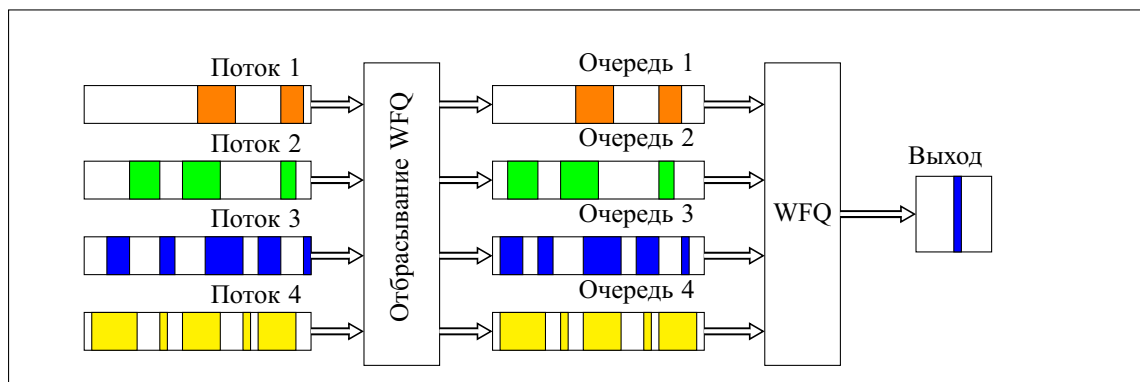 Поток 1
Очередь 1
Поток 2
Очередь 2
Поток 3
Очередь 3
Поток 4
Очередь 4
Отбрасывание WFQ
WFQ
Выход